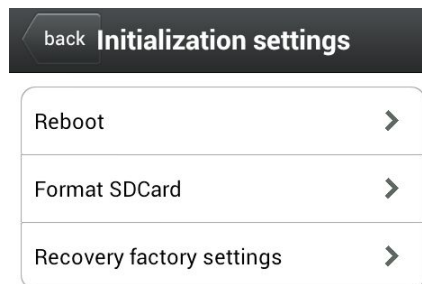 back Initialization settings
Reboot
Format SDCard
Recovery factory settings